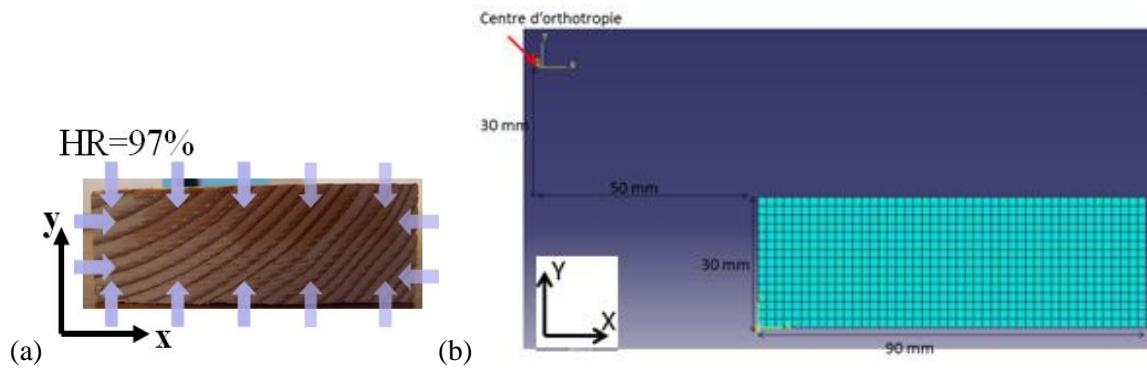 HR=97%
y
x
(a)
Centre d'orthotropie
30 mm
50 mm
30 mm
90 mm
Y
X
(b)